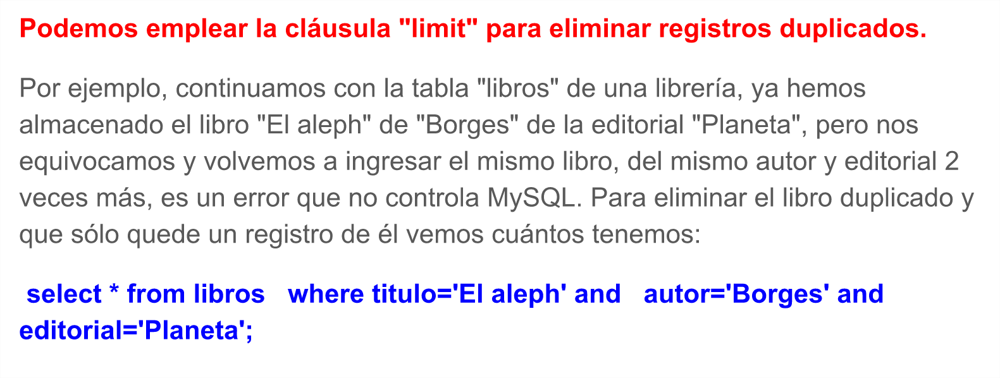 Podemos emplear la cláusula "limit" para eliminar registros duplicados.
Por ejemplo, continuamos con la tabla "libros" de una librería, ya hemos
almacenado el libro "El aleph" de "Borges" de la editorial "Planeta", pero nos
equivocamos y volvemos a ingresar el mismo libro, del mismo autor y editorial 2
veces más, es un error que no controla MySQL. Para eliminar el libro duplicado y
que sólo quede un registro de él vemos cuántos tenemos:
select * from libros   where titulo='El aleph' and   autor='Borges' and
editorial='Planeta';